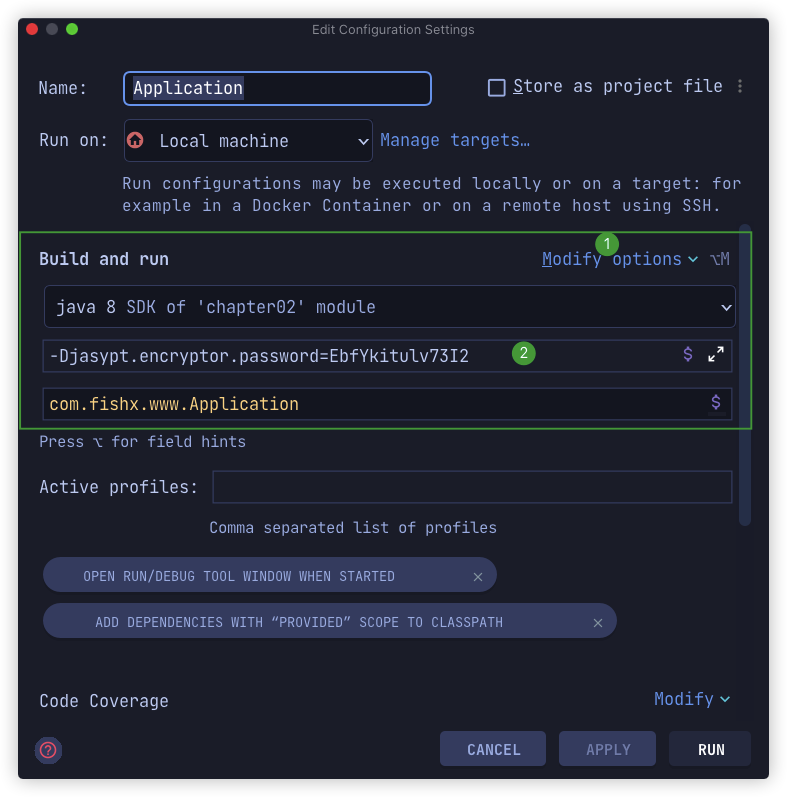 Edit Configuration Settings
Name: Application Store as project file
Run on: Local machine Manage targets…
Run configurations may be executed locally or on a target: for
example in a Docker Container or on a remote host using SSH.
1
Build and run Modify options ⌥M
java 8 SDK of 'chapter02' module
-Djasypt.encryptor.password=EbfYkitulv73I2 2 $
com.fishx.www.Application $
Press ⌥ for field hints
Active profiles:
Comma separated list of profiles
OPEN RUN/DEBUG TOOL WINDOW WHEN STARTED ×
ADD DEPENDENCIES WITH “PROVIDED” SCOPE TO CLASSPATH ×
Code Coverage Modify
? CANCEL APPLY RUN